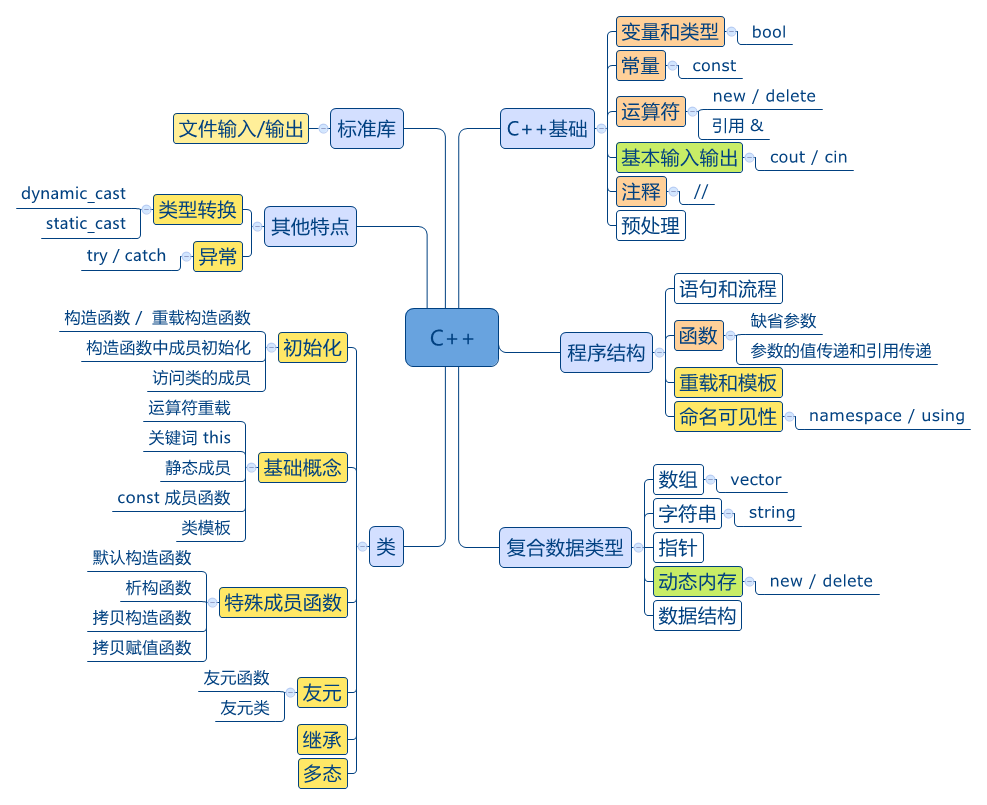 C++
C++基础
变量和类型
bool
常量
const
运算符
new / delete
引用 &
基本输入输出
cout / cin
注释
//
预处理
程序结构
语句和流程
函数
缺省参数
参数的值传递和引用传递
重载和模板
命名可见性
namespace / using
复合数据类型
数组
vector
字符串
string
指针
动态内存
new / delete
数据结构
标准库
文件输入/输出
其他特点
类型转换
dynamic_cast
static_cast
异常
try / catch
类
初始化
构造函数 / 重载构造函数
构造函数中成员初始化
访问类的成员
基础概念
运算符重载
关键词 this
静态成员
const 成员函数
类模板
特殊成员函数
默认构造函数
析构函数
拷贝构造函数
拷贝赋值函数
友元
友元函数
友元类
继承
多态